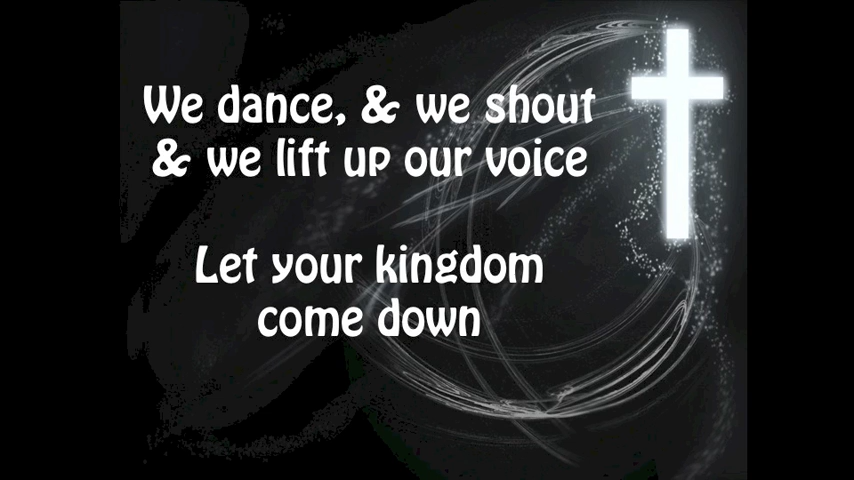 We dance, & we shout
& we lift up our voice
Let your kingdom
come down